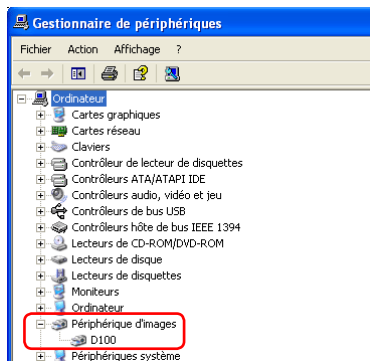 Gestionnaire de périphériques
Fichier Action Affichage ?
Ordinateur
Cartes graphiques
Cartes réseau
Claviers
Contrôleur de lecteur de disquettes
Contrôleurs ATA/ATAPI IDE
Contrôleurs audio, vidéo et jeu
Contrôleurs de bus USB
Contrôleurs hôte de bus IEEE 1394
Lecteurs de CD-ROM/DVD-ROM
Lecteurs de disque
Lecteurs de disquettes
Moniteurs
Ordinateur
Périphérique d'images
D100
Périphériques système